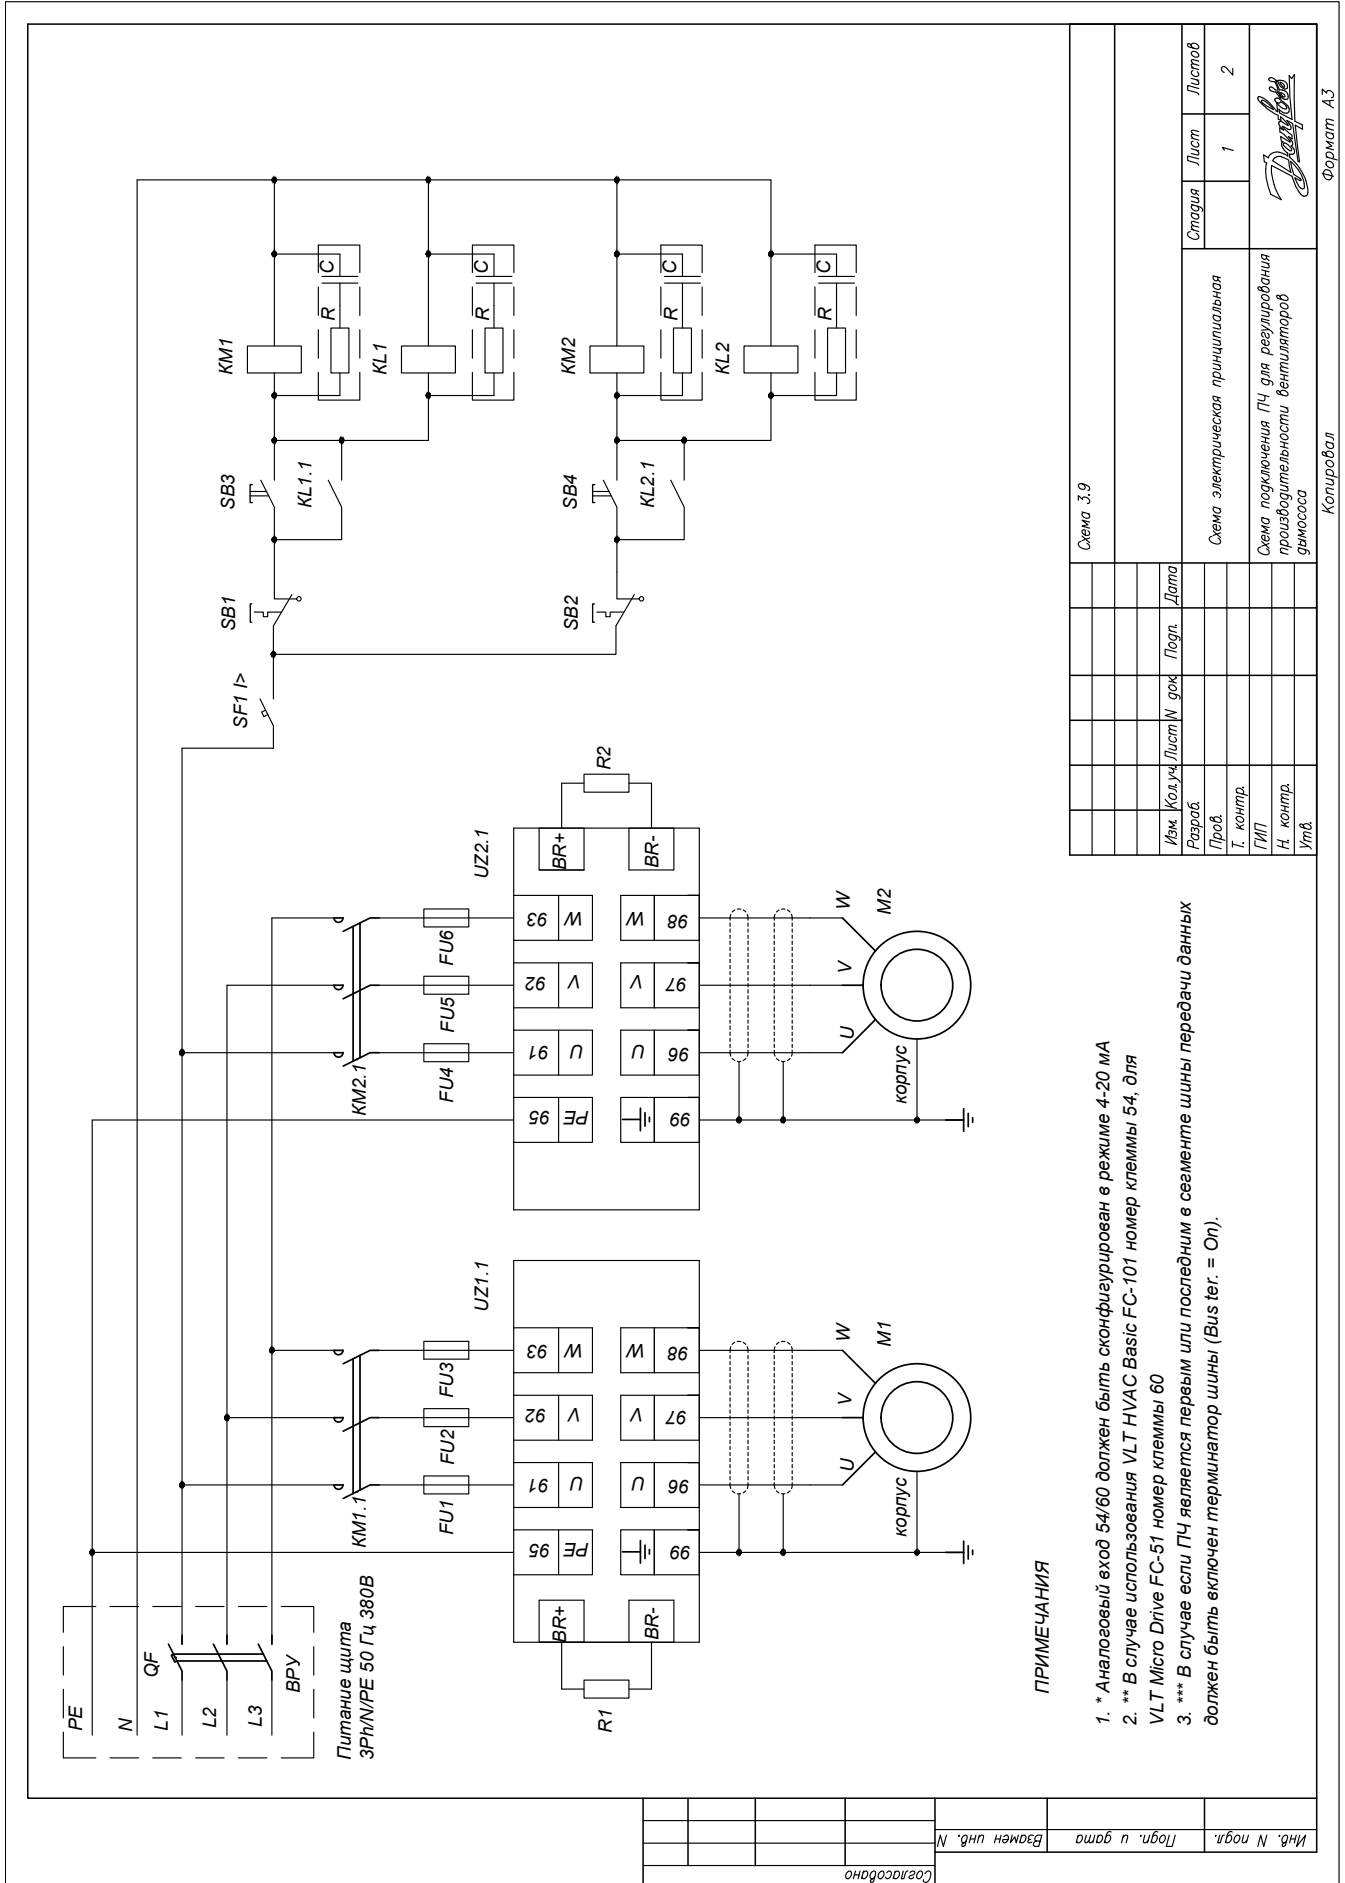 PE
N
L1
L2
L3
QF
ВРУ
Питание щита
3Ph/N/PE 50 Гц 380В
KM1.1
FU1
FU2
FU3
UZ1.1
95
91
92
93
PE
U
V
W
BR+
BR-
R1
U
V
W
99
96
97
98
U
V
W
корпус
M1
KM2.1
FU4
FU5
FU6
UZ2.1
95
91
92
93
PE
U
V
W
BR+
BR-
R2
U
V
W
99
96
97
98
U
V
W
корпус
M2
SF1 I>
SB1
SB3
KL1.1
KM1
R
C
KL1
R
C
SB2
SB4
KL2.1
KM2
R
C
KL2
R
C
ПРИМЕЧАНИЯ
1. * Аналоговый вход 54/60 должен быть сконфигурирован в режиме 4-20 мА
2. ** В случае использования VLT HVAC Basic FC-101 номер клеммы 54, для
VLT Micro Drive FC-51 номер клеммы 60
3. *** В случае если ПЧ является первым или последним в сегменте шины передачи данных
должен быть включен терминатор шины (Bus ter. = On).
Схема 3.9
Изм. Кол.уч. Лист N док. Подп. Дата
Разраб.
Пров.
Т. контр.
ГИП
Н. контр.
Утв.
Схема электрическая принципиальная
Стадия Лист Листов
1 2
Схема подключения ПЧ для регулирования
производительности вентиляторов
дымососа
Danfoss
Копировал
Формат А3
Согласовано
Взамен инв. N
Подп. и дата
Инв. N подл.